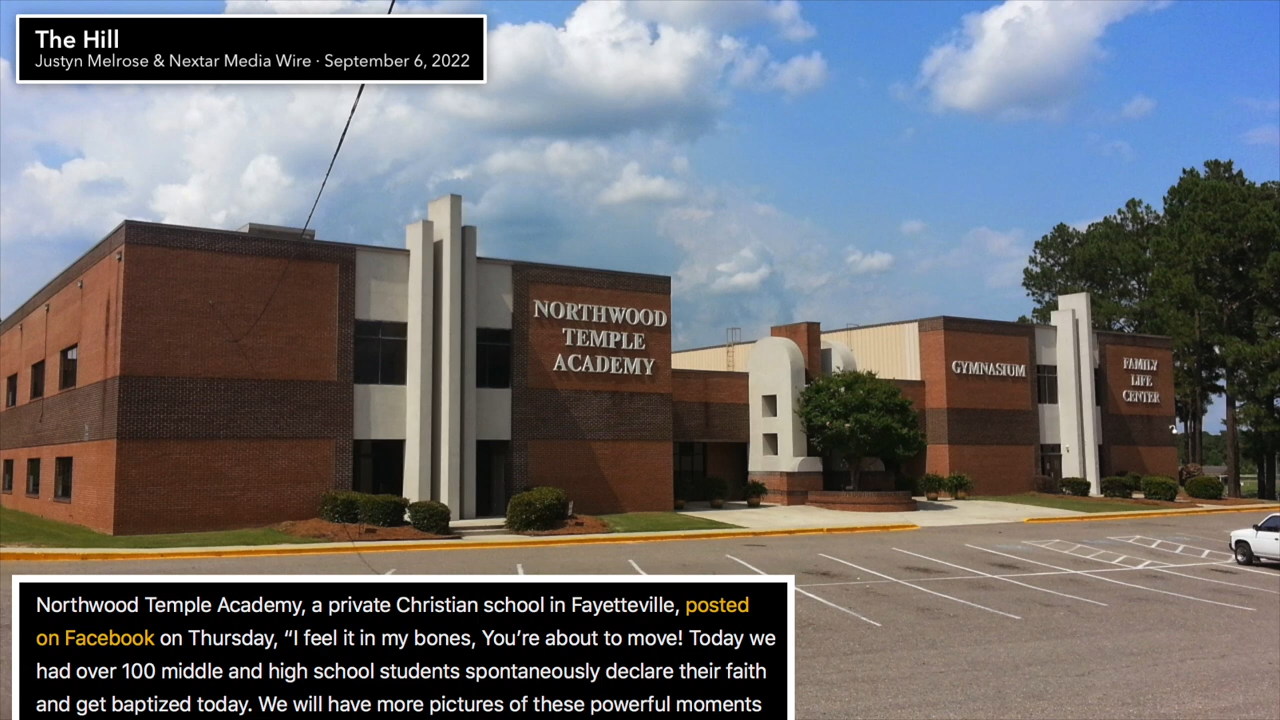 The Hill
Justyn Melrose & Nextar Media Wire · September 6, 2022
NORTHWOOD
TEMPLE
ACADEMY
GYMNASIUM
FAMILY
LIFE
CENTER
Northwood Temple Academy, a private Christian school in Fayetteville, posted
on Facebook on Thursday, “I feel it in my bones, You’re about to move! Today we
had over 100 middle and high school students spontaneously declare their faith
and get baptized today. We will have more pictures of these powerful moments